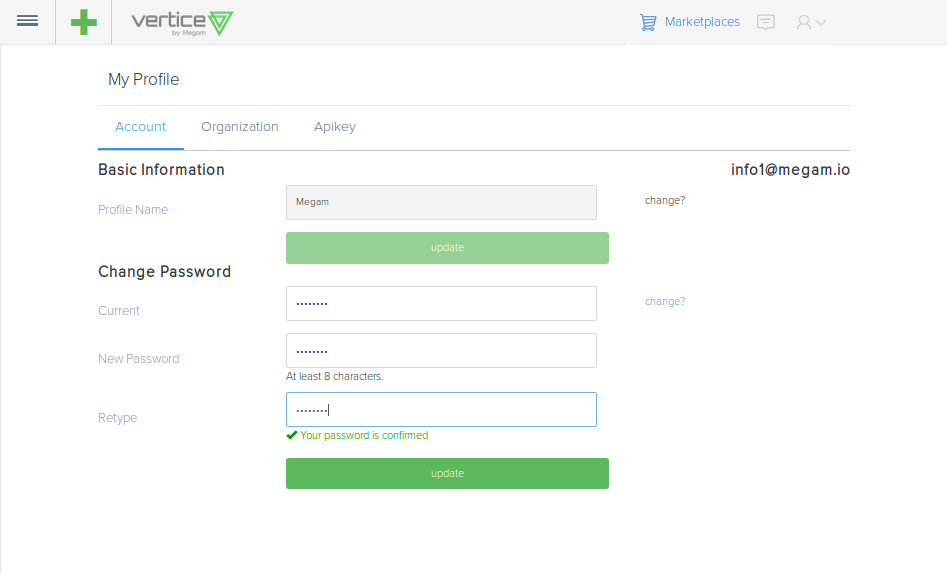 vertice
by Megam
Marketplaces
My Profile
Account Organization Apikey
Basic Information info1@megam.io
Profile Name Megam change?
update
Change Password
Current •••••••• change?
New Password ••••••••
At least 8 characters.
Retype ••••••••
Your password is confirmed
update